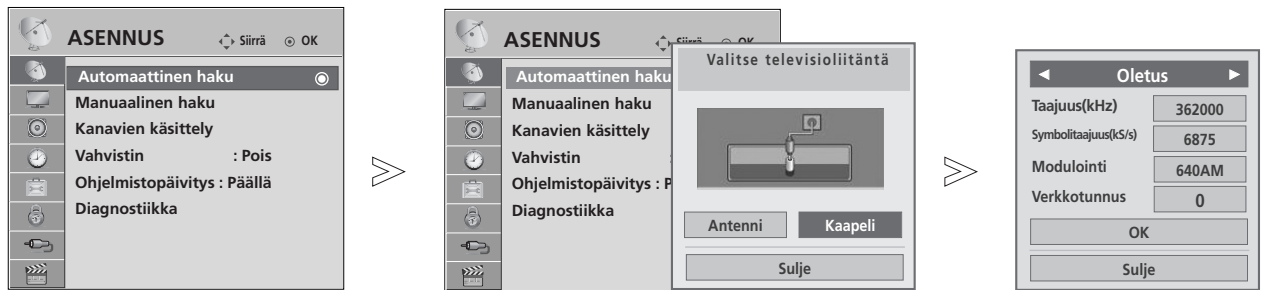 ASENNUS Siirrä OK
Automaattinen haku
Manuaalinen haku
Kanavien käsittely
Vahvistin : Pois
Ohjelmistopäivitys : Päällä
Diagnostiikka
ASENNUS Siirrä OK
Automaattinen haku
Manuaalinen haku
Kanavien käsittely
Vahvistin :
Ohjelmistopäivitys : P
Diagnostiikka
Valitse televisioliitäntä
Antenni Kaapeli
Sulje
Oletus
Taajuus(kHz) 362000
Symbolitaajuus(kS/s) 6875
Modulointi 640AM
Verkkotunnus 0
OK
Sulje